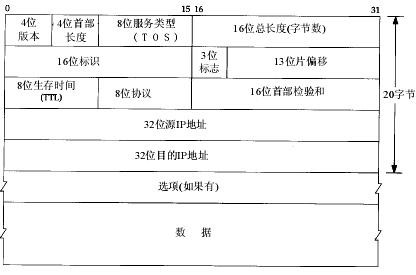 0 15 16 31
4位 4位首部 8位服务类型 16位总长度(字节数)
版本 长度 (TOS)
16位标识 3位 13位片偏移
标志
8位生存时间 8位协议 16位首部检验和 20字节
(TTL)
32位源IP地址
32位目的IP地址
选项(如果有)
数 据